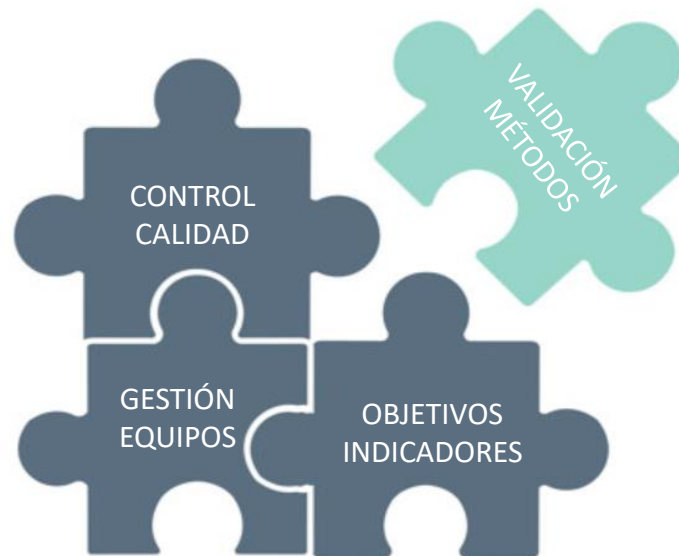 VALIDACIÓN
MÉTODOS
CONTROL
CALIDAD
GESTIÓN
EQUIPOS
OBJETIVOS
INDICADORES